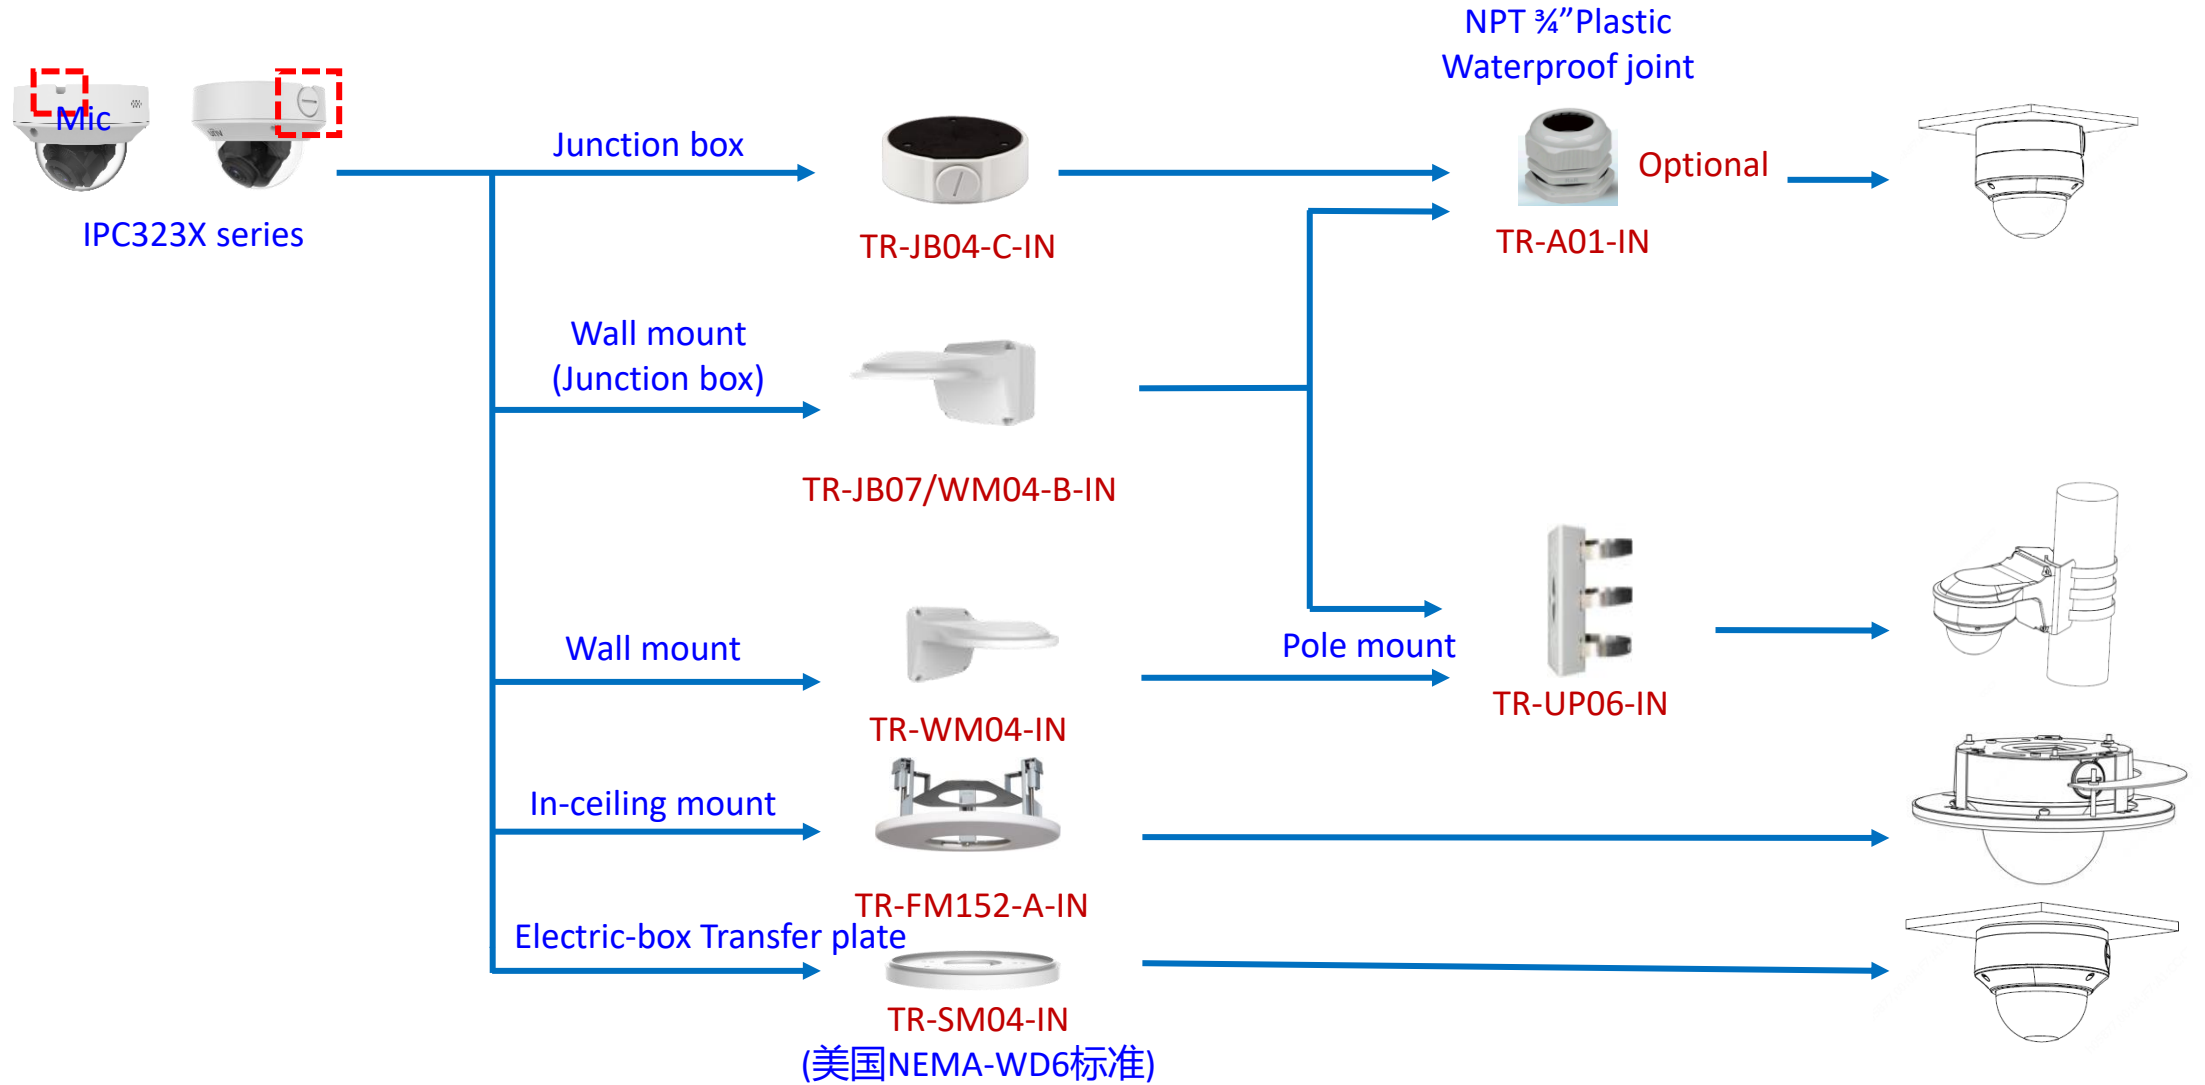 NPT ¾”Plastic
Waterproof joint
Mic
IPC323X series
Junction box
TR-JB04-C-IN
Optional
TR-A01-IN
Wall mount
(Junction box)
TR-JB07/WM04-B-IN
Wall mount
TR-WM04-IN
Pole mount
TR-UP06-IN
In-ceiling mount
TR-FM152-A-IN
Electric-box Transfer plate
TR-SM04-IN
(美国NEMA-WD6标准)